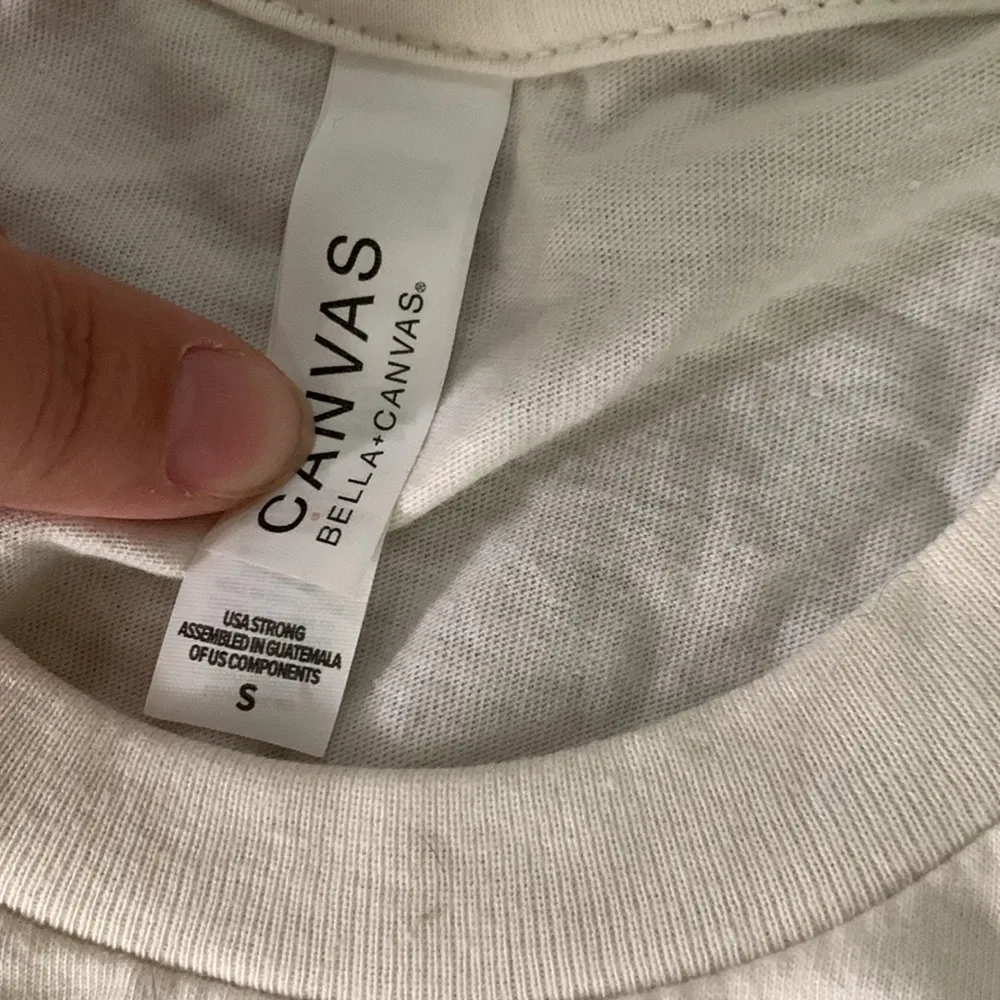 CANVAS
BELLA+CANVAS®
USA STRONG
ASSEMBLED IN GUATEMALA
OF US COMPONENTS
S